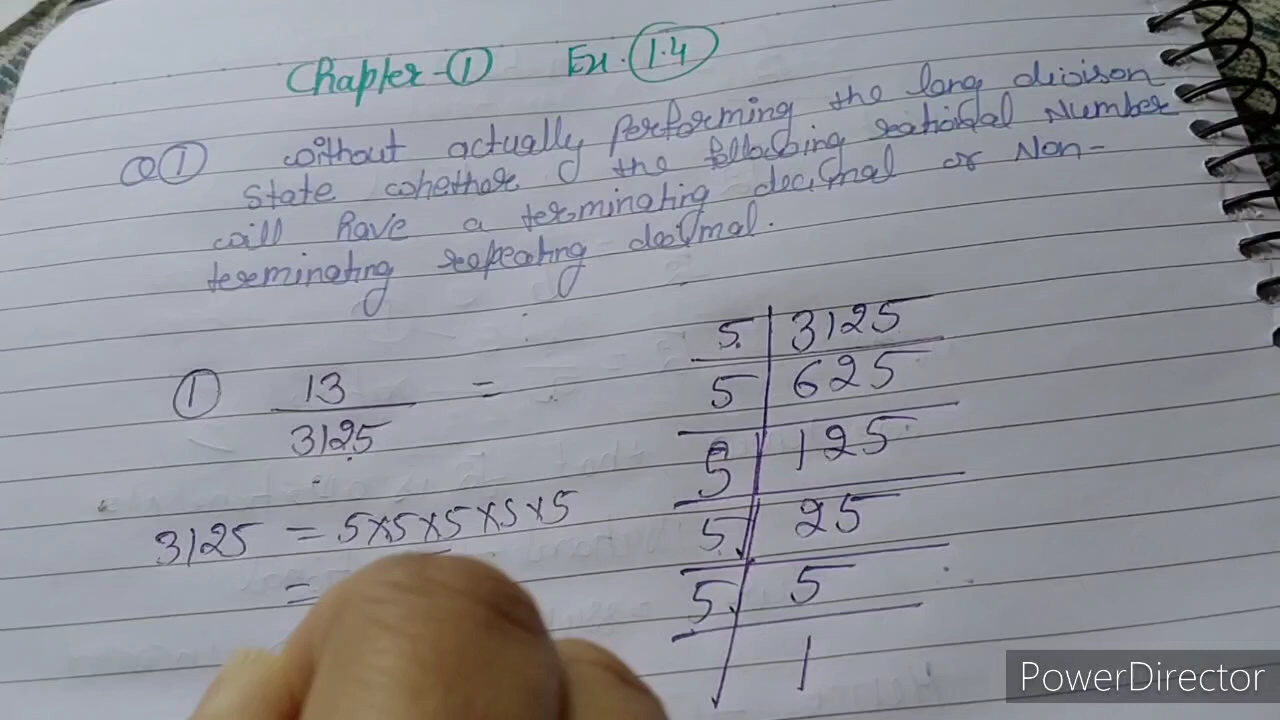 Chapter-① Ex. 1.4
Q① without actually performing the long divison
State whether the following rational Number
will have a terminating decimal or Non-
terminating repeating decimal.
① 13/3125 =
3125 = 5×5×5×5×5
=
5 | 3125
5 | 625
5 | 125
5 | 25
5 | 5
1
PowerDirector